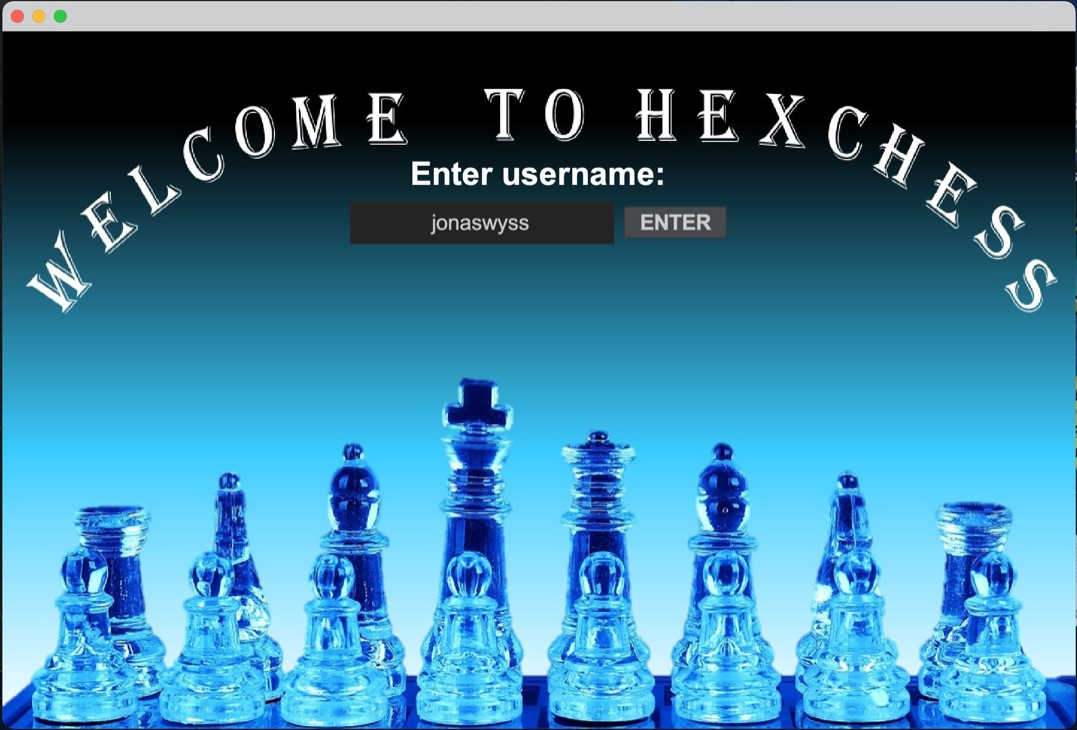 WELCOME TO HEXCHESS
Enter username:
jonaswyss ENTER